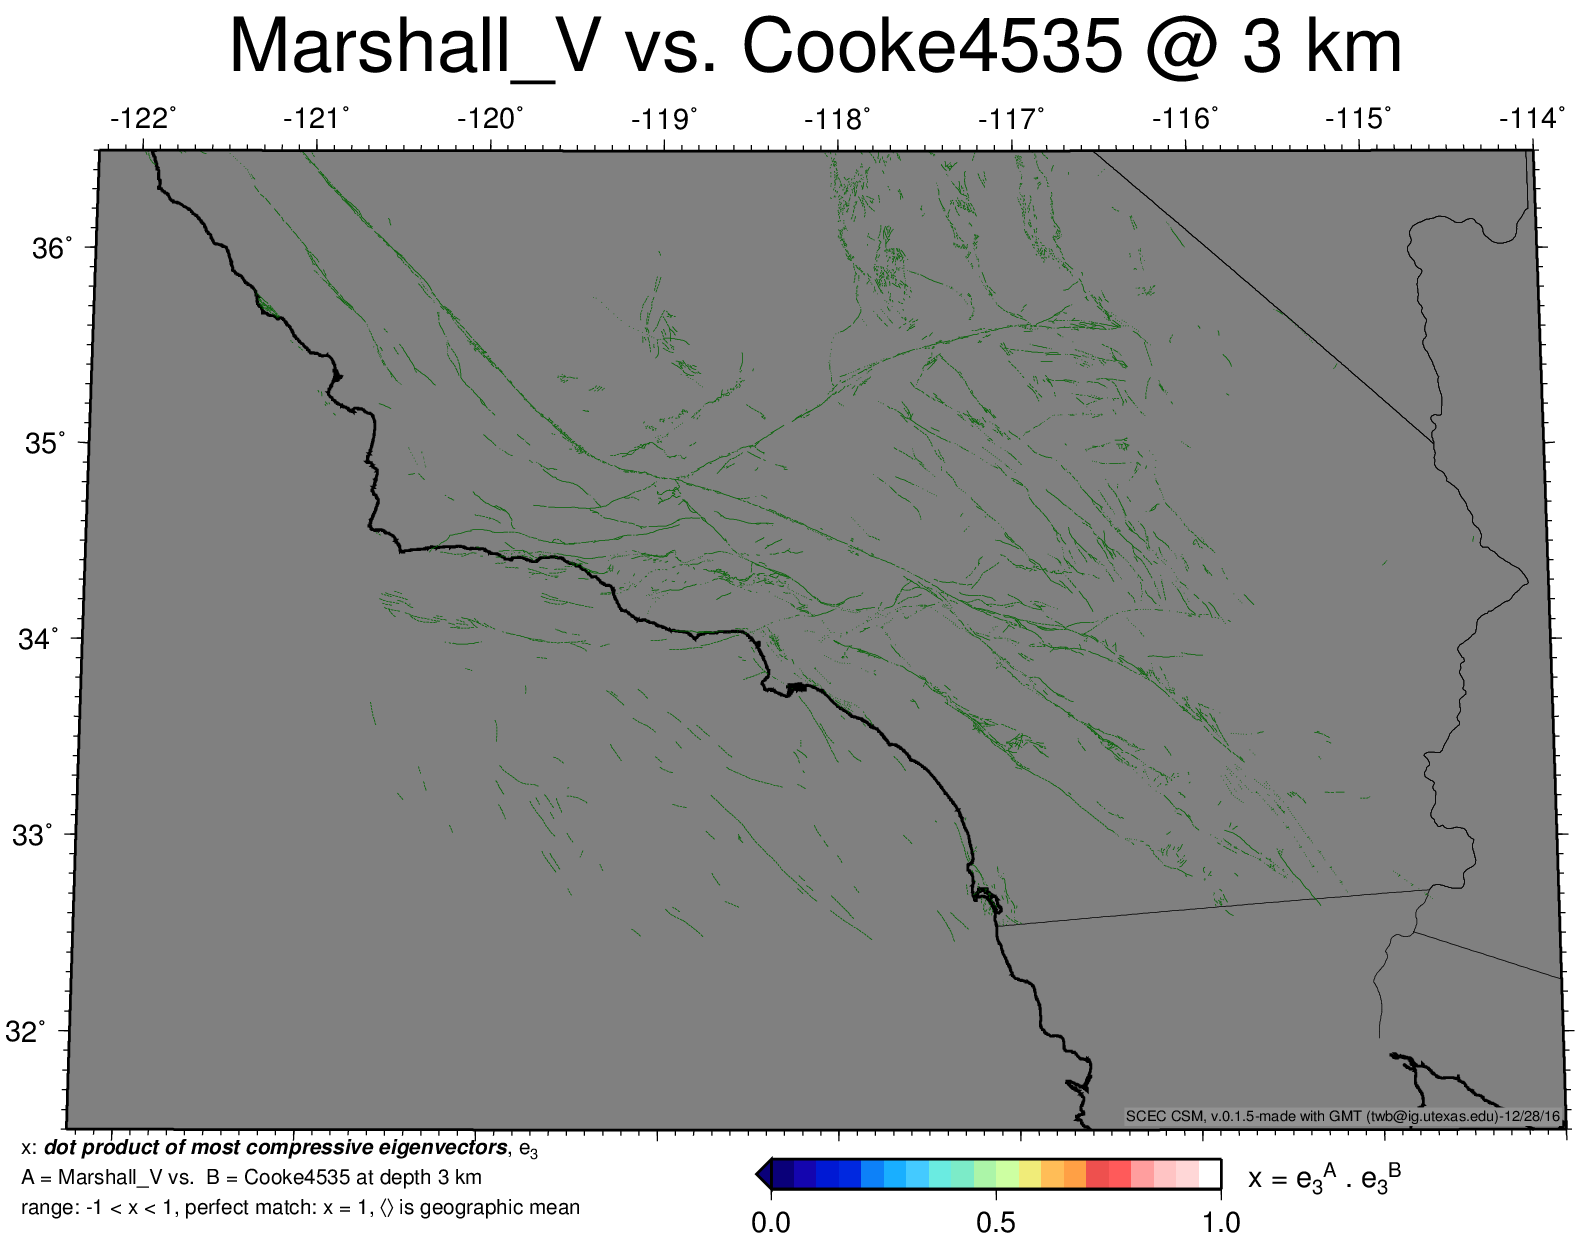 Marshall_V vs. Cooke4535 @ 3 km
-122° -121° -120° -119° -118° -117° -116° -115° -114°
36°
35°
34°
33°
32°
SCEC CSM, v.0.1.5-made with GMT (twb@ig.utexas.edu)-12/28/16
x: dot product of most compressive eigenvectors, e3
A = Marshall_V vs. B = Cooke4535 at depth 3 km
range: -1 < x < 1, perfect match: x = 1, ⟨⟩ is geographic mean
x = e3A . e3B
0.0 0.5 1.0